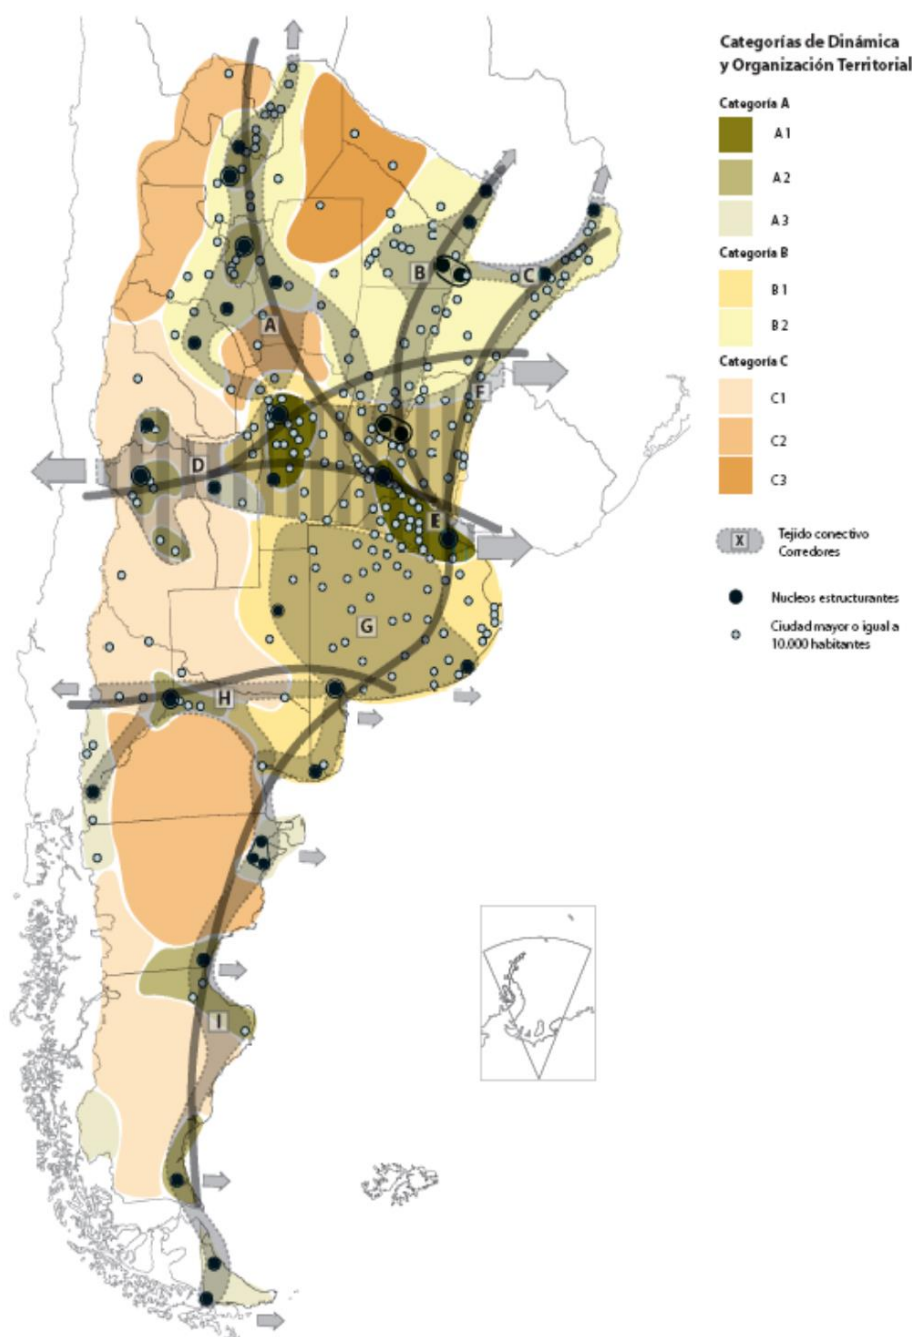 Categorías de Dinámica
y Organización Territorial
Categoría A
A 1
A 2
A 3
Categoría B
B 1
B 2
Categoría C
C1
C2
C3
X
Tejido conectivo
Corredores
Nucleos estructurantes
Ciudad mayor o igual a
10.000 habitantes
B
C
A
F
D
E
G
H
I